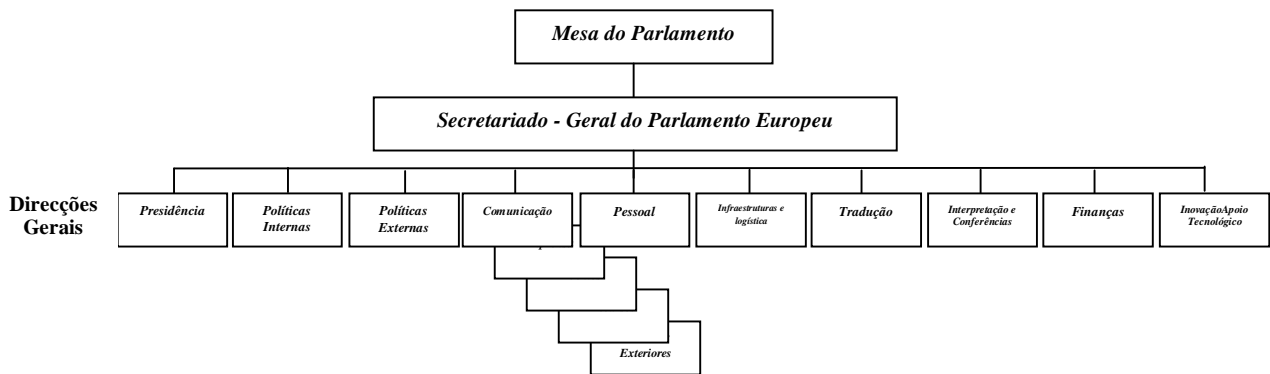 Mesa do Parlamento
Secretariado - Geral do Parlamento Europeu
Direcções
Gerais
Presidência
Políticas
Internas
Políticas
Externas
Comunicação
Pessoal
Infraestruturas e
logística
Tradução
Interpretação e
Conferências
Finanças
InovaçãoApoio
Tecnológico
Exteriores